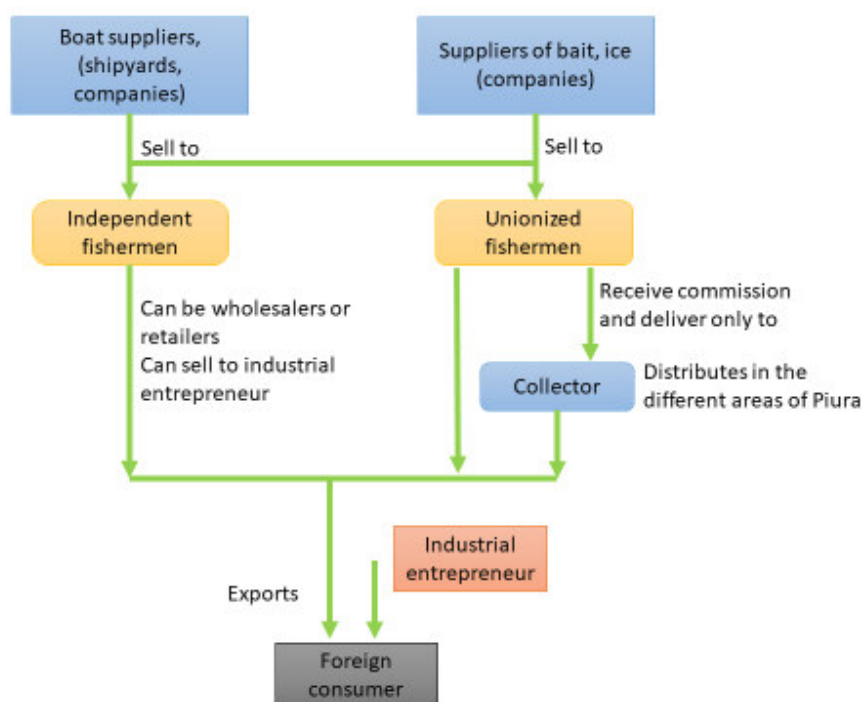 Boat suppliers,
(shipyards,
companies)
Suppliers of bait, ice
(companies)
Sell to
Sell to
Independent
fishermen
Unionized
fishermen
Can be wholesalers or
retailers
Can sell to industrial
entrepreneur
Receive commission
and deliver only to
Collector
Distributes in the
different areas of Piura
Industrial
entrepreneur
Exports
Foreign
consumer